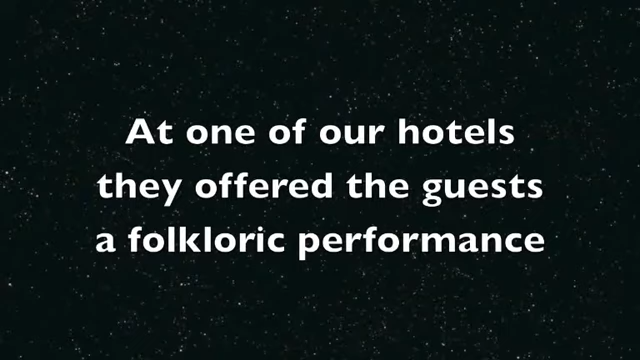 At one of our hotels
they offered the guests
a folkloric performance